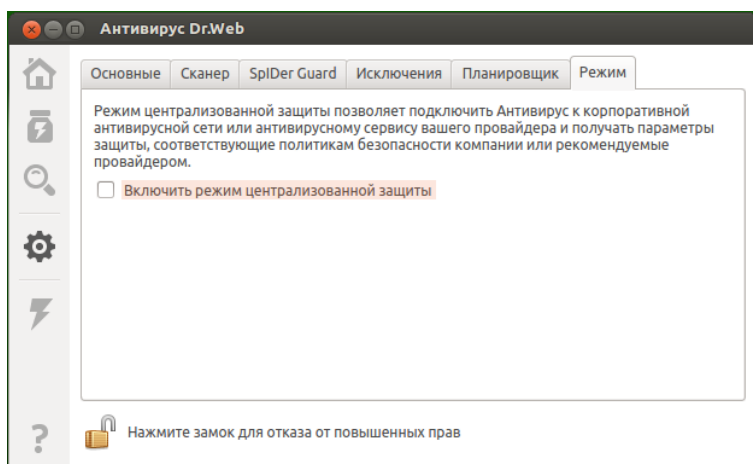 Антивирус Dr.Web
Основные Сканер SpIDer Guard Исключения Планировщик Режим
Режим централизованной защиты позволяет подключить Антивирус к корпоративной
антивирусной сети или антивирусному сервису вашего провайдера и получать параметры
защиты, соответствующие политикам безопасности компании или рекомендуемые
провайдером.
Включить режим централизованной защиты
Нажмите замок для отказа от повышенных прав
?